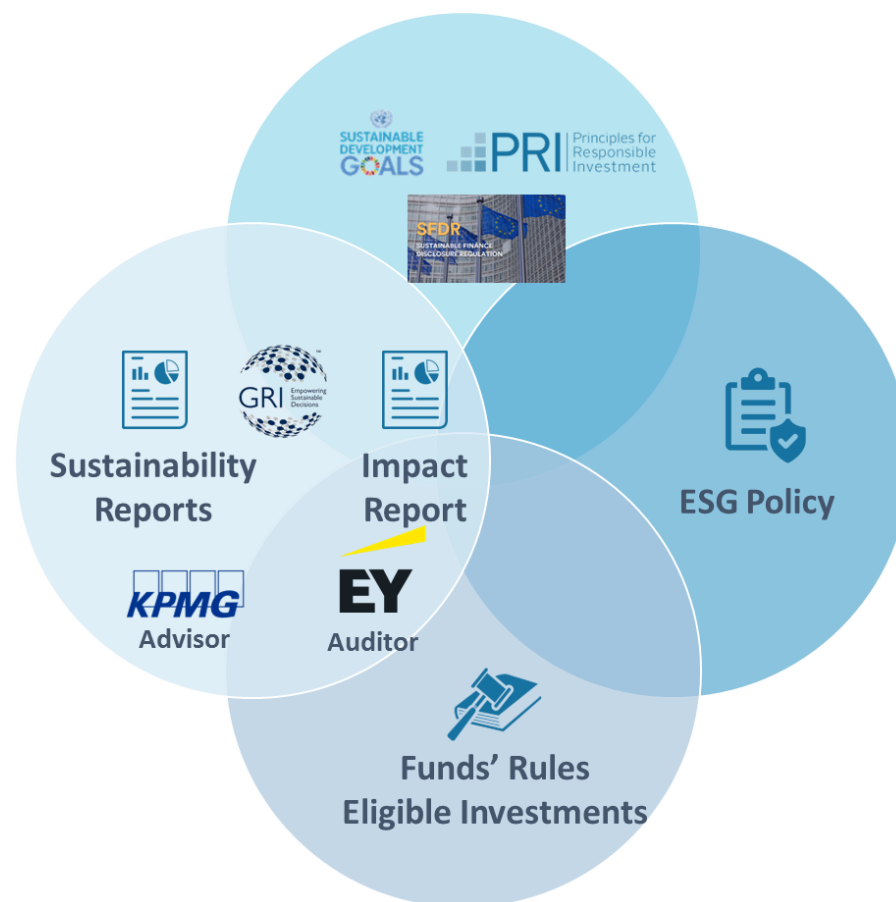 SUSTAINABLE
DEVELOPMENT
GOALS
PRI
Principles for
Responsible
Investment
SFDR
SUSTAINABLE FINANCE
DISCLOSURE REGULATION
GRI
Empowering
Sustainable
Decisions
Sustainability
Reports
Impact
Report
ESG Policy
KPMG
Advisor
EY
Auditor
Funds’ Rules
Eligible Investments